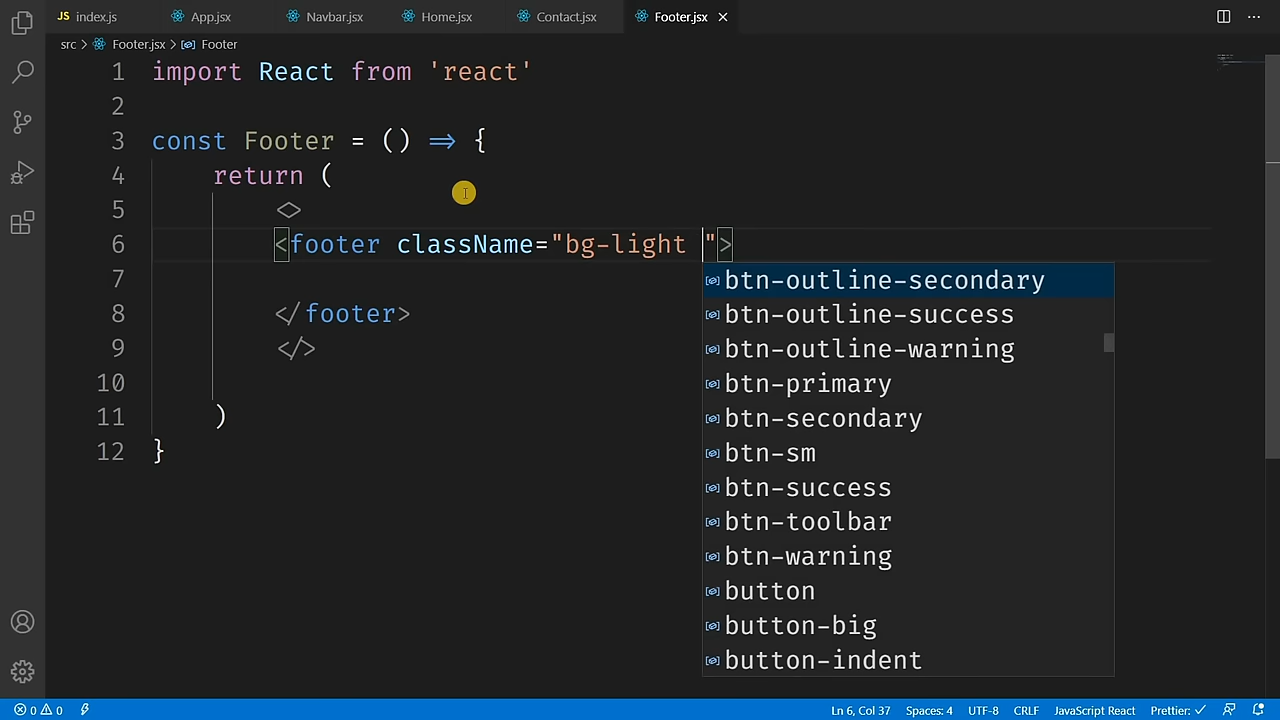 JS index.js App.jsx Navbar.jsx Home.jsx Contact.jsx Footer.jsx
src > Footer.jsx > Footer
1 import React from 'react'
2
3 const Footer = () => {
4 return (
5 <>
6 <footer className="bg-light ">
7
8 </footer>
9 </>
10
11 )
12 }
btn-outline-secondary
btn-outline-success
btn-outline-warning
btn-primary
btn-secondary
btn-sm
btn-success
btn-toolbar
btn-warning
button
button-big
button-indent
0 0 Ln 6, Col 37 Spaces: 4 UTF-8 CRLF JavaScript React Prettier: ✓